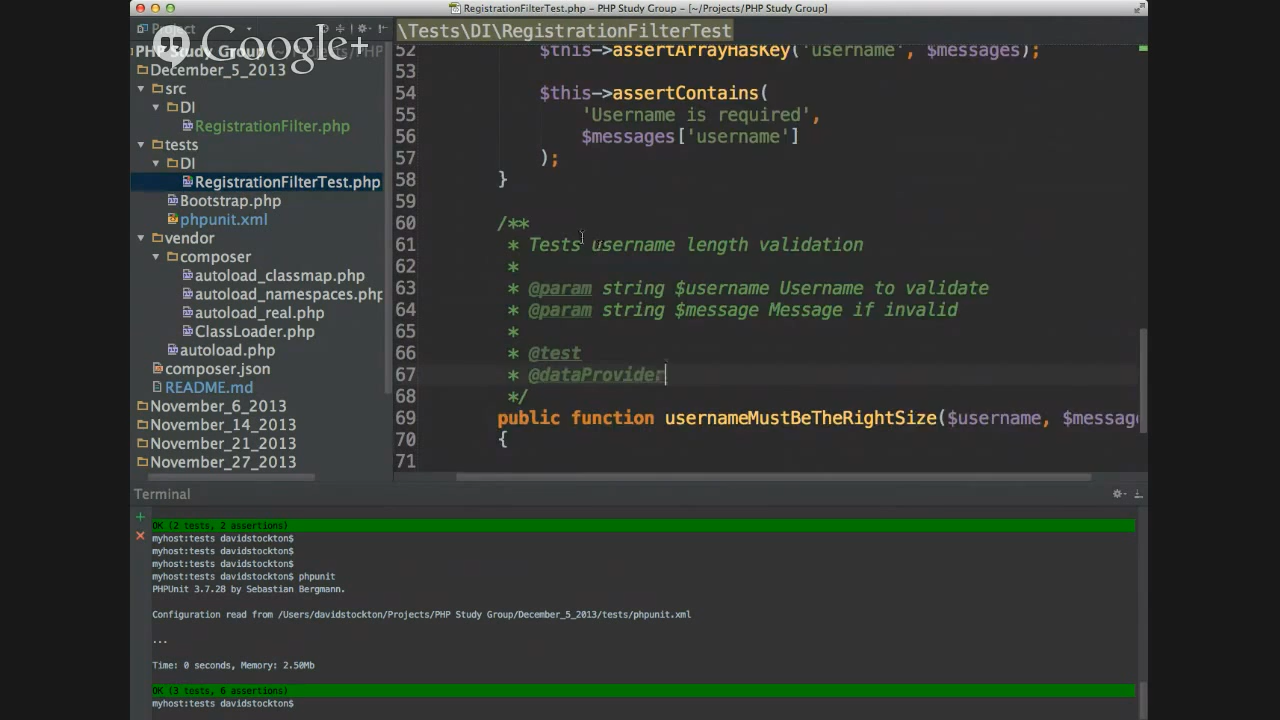 RegistrationFilterTest.php - PHP Study Group - [~/Projects/PHP Study Group]
Project
Google+
PHP Study Group
December_5_2013
src
DI
RegistrationFilter.php
tests
DI
RegistrationFilterTest.php
Bootstrap.php
phpunit.xml
vendor
composer
autoload_classmap.php
autoload_namespaces.php
autoload_real.php
ClassLoader.php
autoload.php
composer.json
README.md
November_6_2013
November_14_2013
November_21_2013
November_27_2013
\Tests\DI\RegistrationFilterTest
52 $this->assertArrayHasKey('username', $messages);
53
54 $this->assertContains(
55 'Username is required',
56 $messages['username']
57 );
58 }
59
60 /**
61 * Tests username length validation
62 *
63 * @param string $username Username to validate
64 * @param string $message Message if invalid
65 *
66 * @test
67 * @dataProvider
68 */
69 public function usernameMustBeTheRightSize($username, $messag
70 {
71
Terminal
OK (2 tests, 2 assertions)
myhost:tests davidstockton$
myhost:tests davidstockton$
myhost:tests davidstockton$
myhost:tests davidstockton$ phpunit
PHPUnit 3.7.28 by Sebastian Bergmann.
Configuration read from /Users/davidstockton/Projects/PHP Study Group/December_5_2013/tests/phpunit.xml
...
Time: 0 seconds, Memory: 2.50Mb
OK (3 tests, 6 assertions)
myhost:tests davidstockton$